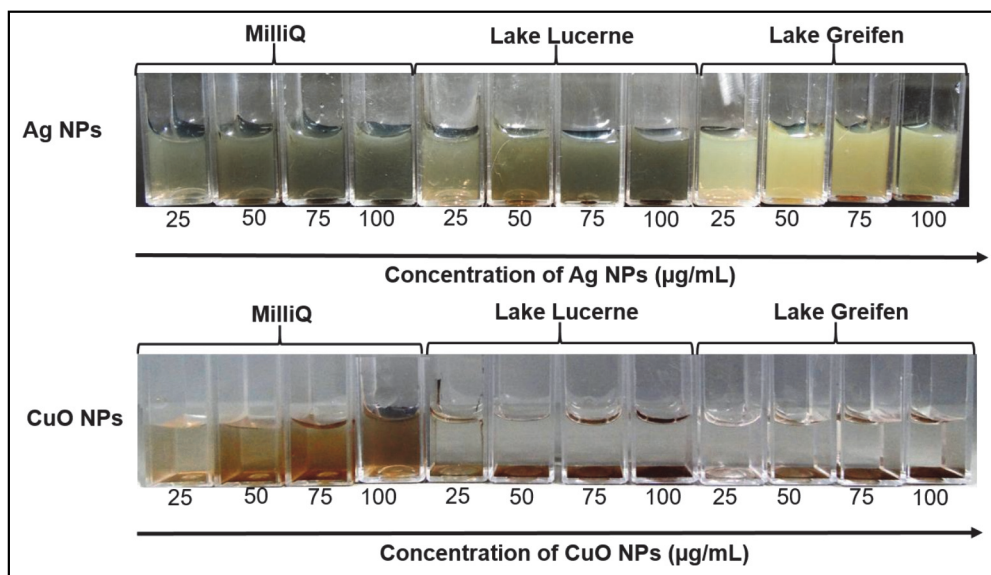 MilliQ Lake Lucerne Lake Greifen
Ag NPs
25 50 75 100 25 50 75 100 25 50 75 100
Concentration of Ag NPs (µg/mL)
MilliQ Lake Lucerne Lake Greifen
CuO NPs
25 50 75 100 25 50 75 100 25 50 75 100
Concentration of CuO NPs (µg/mL)